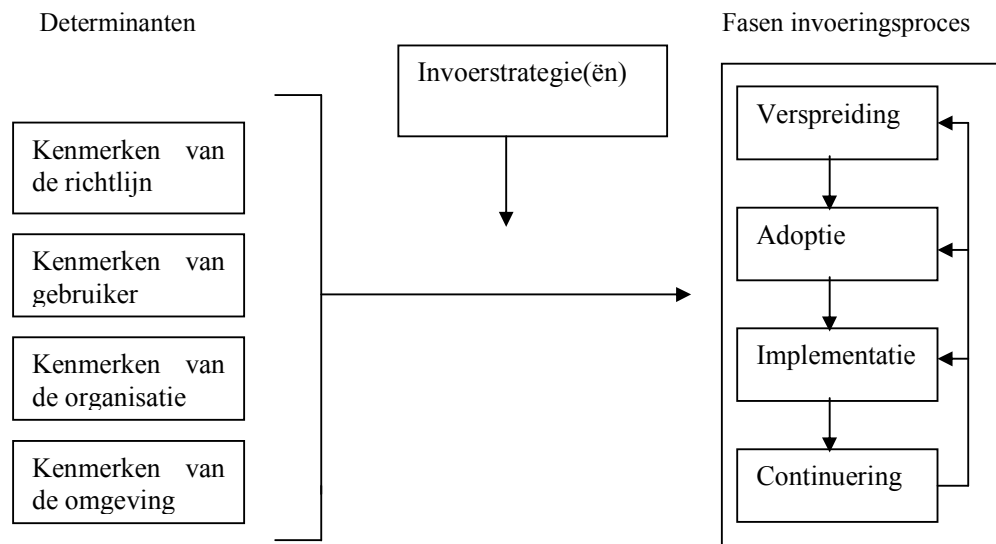 Determinanten
Fasen invoeringsproces
Invoerstrategie(ën)
Kenmerken van
de richtlijn
Kenmerken van
gebruiker
Kenmerken van
de organisatie
Kenmerken van
de omgeving
Verspreiding
Adoptie
Implementatie
Continuering